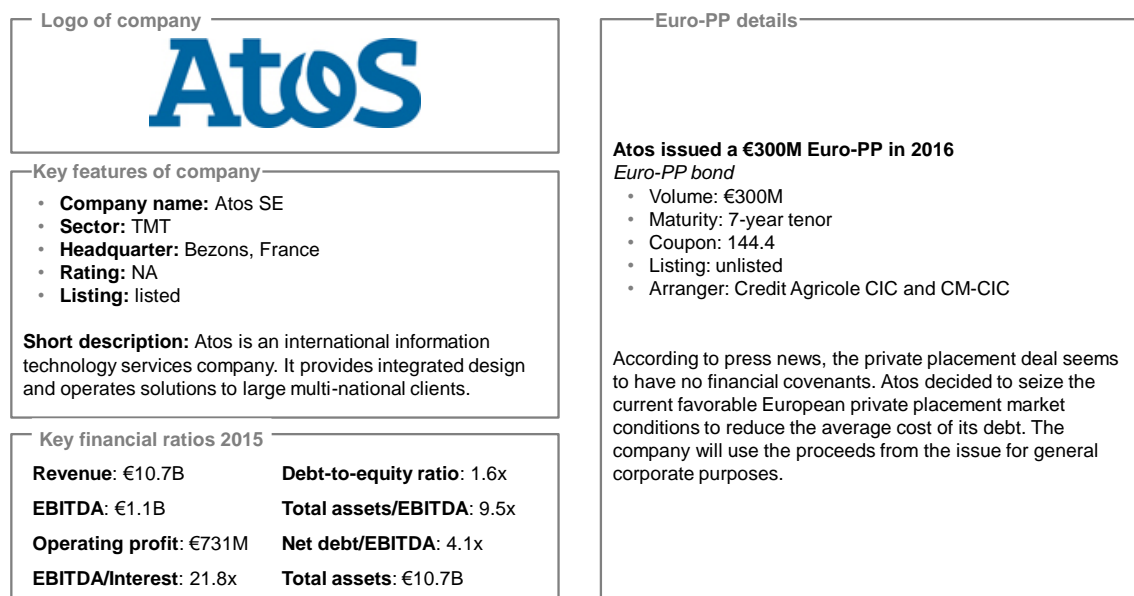 Logo of company
Atos
Key features of company
• Company name: Atos SE
• Sector: TMT
• Headquarter: Bezons, France
• Rating: NA
• Listing: listed
Short description: Atos is an international information
technology services company. It provides integrated design
and operates solutions to large multi-national clients.
Key financial ratios 2015
Revenue: €10.7B Debt-to-equity ratio: 1.6x
EBITDA: €1.1B Total assets/EBITDA: 9.5x
Operating profit: €731M Net debt/EBITDA: 4.1x
EBITDA/Interest: 21.8x Total assets: €10.7B
Euro-PP details
Atos issued a €300M Euro-PP in 2016
Euro-PP bond
• Volume: €300M
• Maturity: 7-year tenor
• Coupon: 144.4
• Listing: unlisted
• Arranger: Credit Agricole CIC and CM-CIC
According to press news, the private placement deal seems
to have no financial covenants. Atos decided to seize the
current favorable European private placement market
conditions to reduce the average cost of its debt. The
company will use the proceeds from the issue for general
corporate purposes.